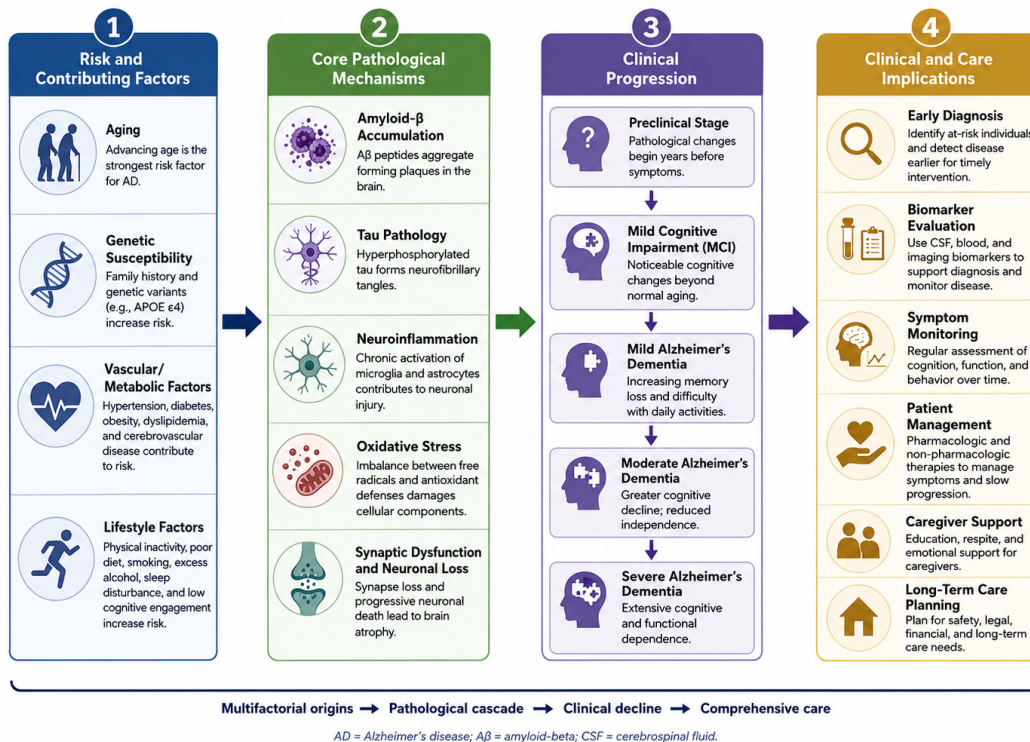 1
Risk and
Contributing Factors
Aging
Advancing age is the
strongest risk factor
for AD.
Genetic
Susceptibility
Family history and
genetic variants
(e.g., APOE ε4)
increase risk.
Vascular/
Metabolic Factors
Hypertension, diabetes,
obesity, dyslipidemia,
and cerebrovascular
disease contribute
to risk.
Lifestyle Factors
Physical inactivity, poor
diet, smoking, excess
alcohol, sleep
disturbance, and low
cognitive engagement
increase risk.
2
Core Pathological
Mechanisms
Amyloid-β
Accumulation
Aβ peptides aggregate
forming plaques in the
brain.
Tau Pathology
Hyperphosphorylated
tau forms neurofibrillary
tangles.
Neuroinflammation
Chronic activation of
microglia and astrocytes
contributes to neuronal
injury.
Oxidative Stress
Imbalance between free
radicals and antioxidant
defenses damages
cellular components.
Synaptic Dysfunction
and Neuronal Loss
Synapse loss and
progressive neuronal
death lead to brain
atrophy.
3
Clinical
Progression
?
Preclinical Stage
Pathological changes
begin years before
symptoms.
Mild Cognitive
Impairment (MCI)
Noticeable cognitive
changes beyond
normal aging.
Mild Alzheimer's
Dementia
Increasing memory
loss and difficulty
with daily activities.
Moderate Alzheimer's
Dementia
Greater cognitive
decline; reduced
independence.
Severe Alzheimer's
Dementia
Extensive cognitive
and functional
dependence.
4
Clinical and Care
Implications
Early Diagnosis
Identify at-risk individuals
and detect disease
earlier for timely
intervention.
Biomarker
Evaluation
Use CSF, blood, and
imaging biomarkers to
support diagnosis and
monitor disease.
Symptom
Monitoring
Regular assessment of
cognition, function, and
behavior over time.
Patient
Management
Pharmacologic and
non-pharmacologic
therapies to manage
symptoms and slow
progression.
Caregiver Support
Education, respite, and
emotional support for
caregivers.
Long-Term Care
Planning
Plan for safety, legal,
financial, and long-term
care needs.
Multifactorial origins → Pathological cascade → Clinical decline → Comprehensive care
AD = Alzheimer's disease; Aβ = amyloid-beta; CSF = cerebrospinal fluid.